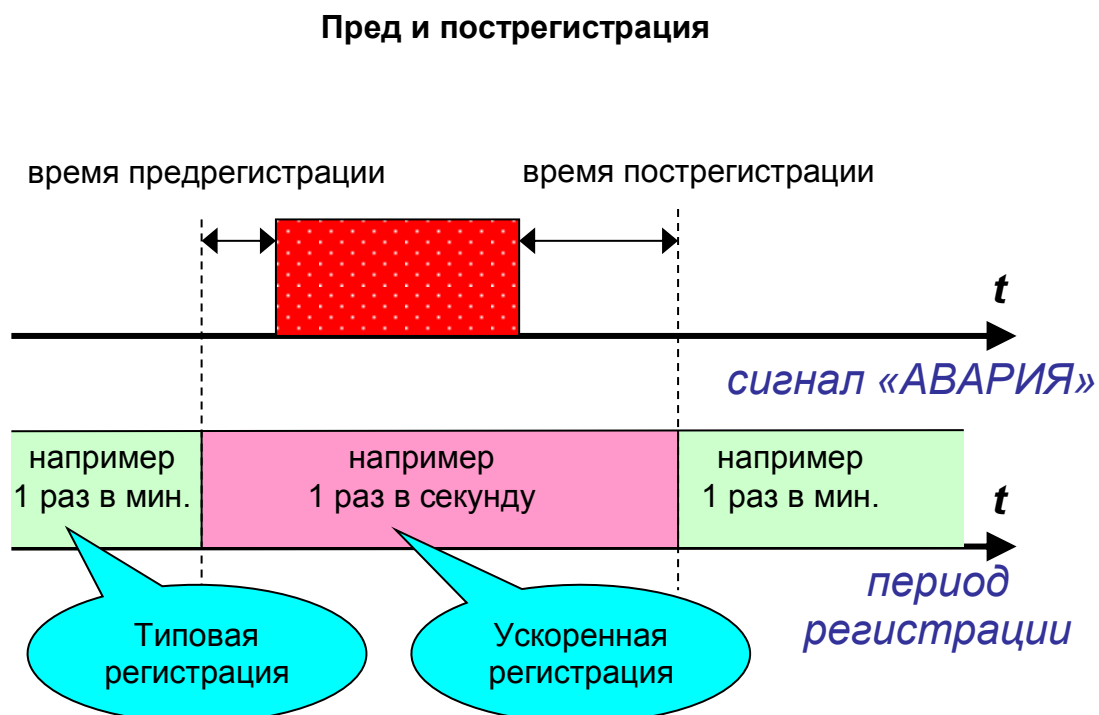 Пред и пострегистрация
время предрегистрации
время пострегистрации
t
сигнал «АВАРИЯ»
например
1 раз в мин.
например
1 раз в секунду
например
1 раз в мин.
t
период
регистрации
Типовая
регистрация
Ускоренная
регистрация